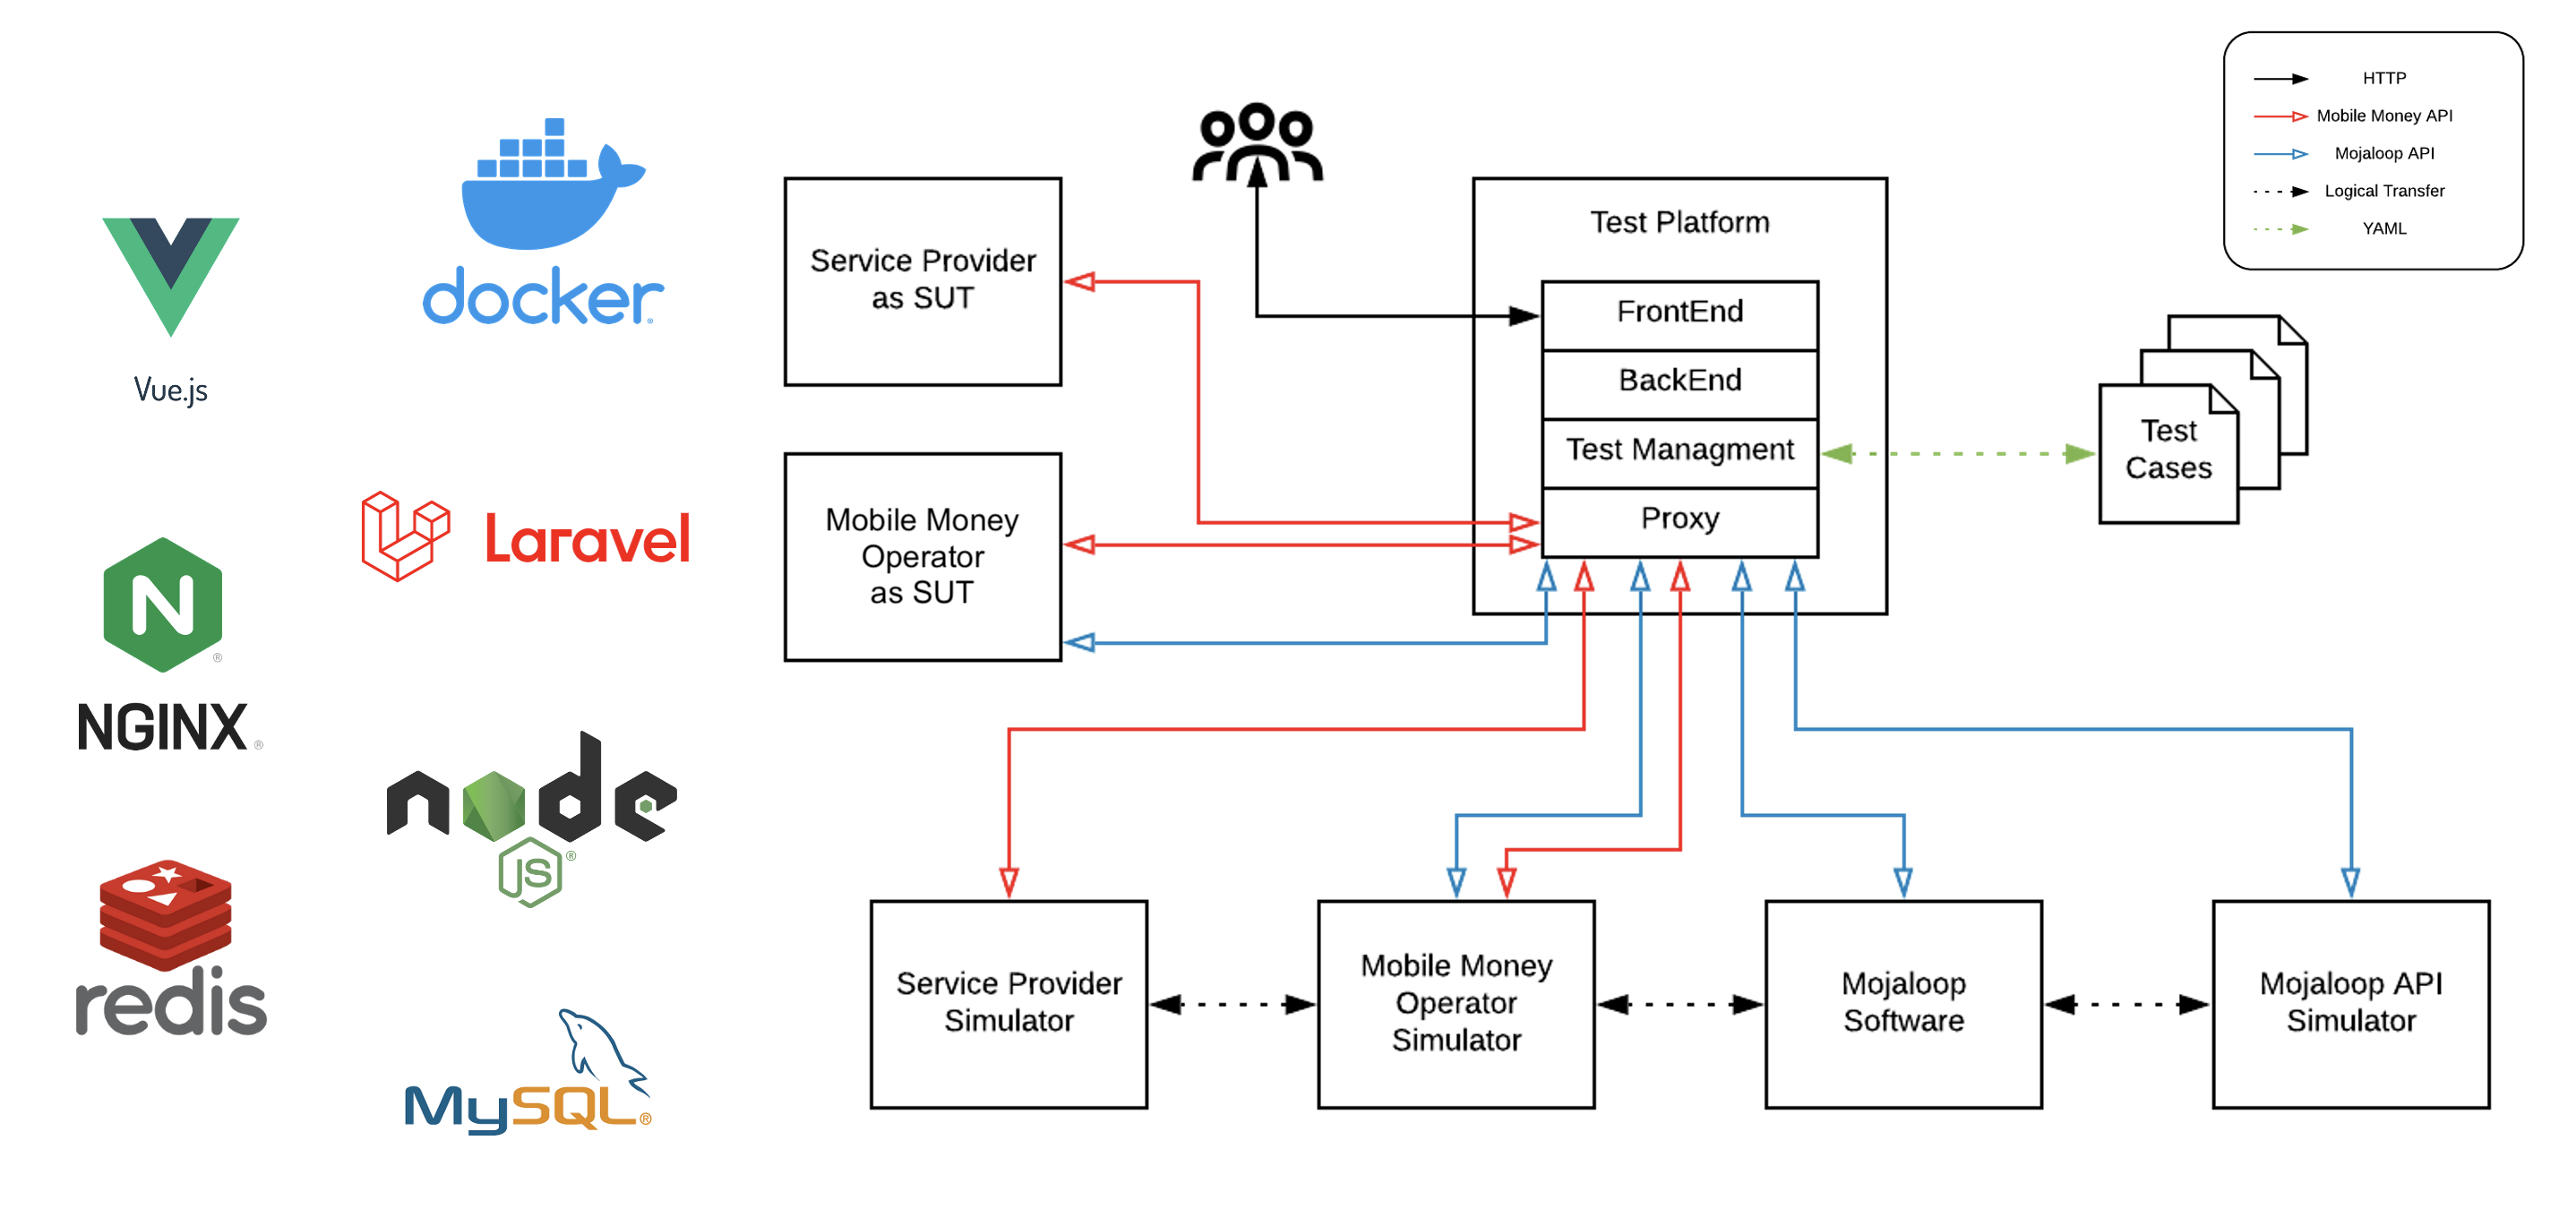 Vue.js
docker
Laravel
NGINX
node
JS
redis
MySQL
Service Provider
as SUT
Mobile Money
Operator
as SUT
Test Platform
FrontEnd
BackEnd
Test Managment
Proxy
Test
Cases
HTTP
Mobile Money API
Mojaloop API
Logical Transfer
YAML
Service Provider
Simulator
Mobile Money
Operator
Simulator
Mojaloop
Software
Mojaloop API
Simulator